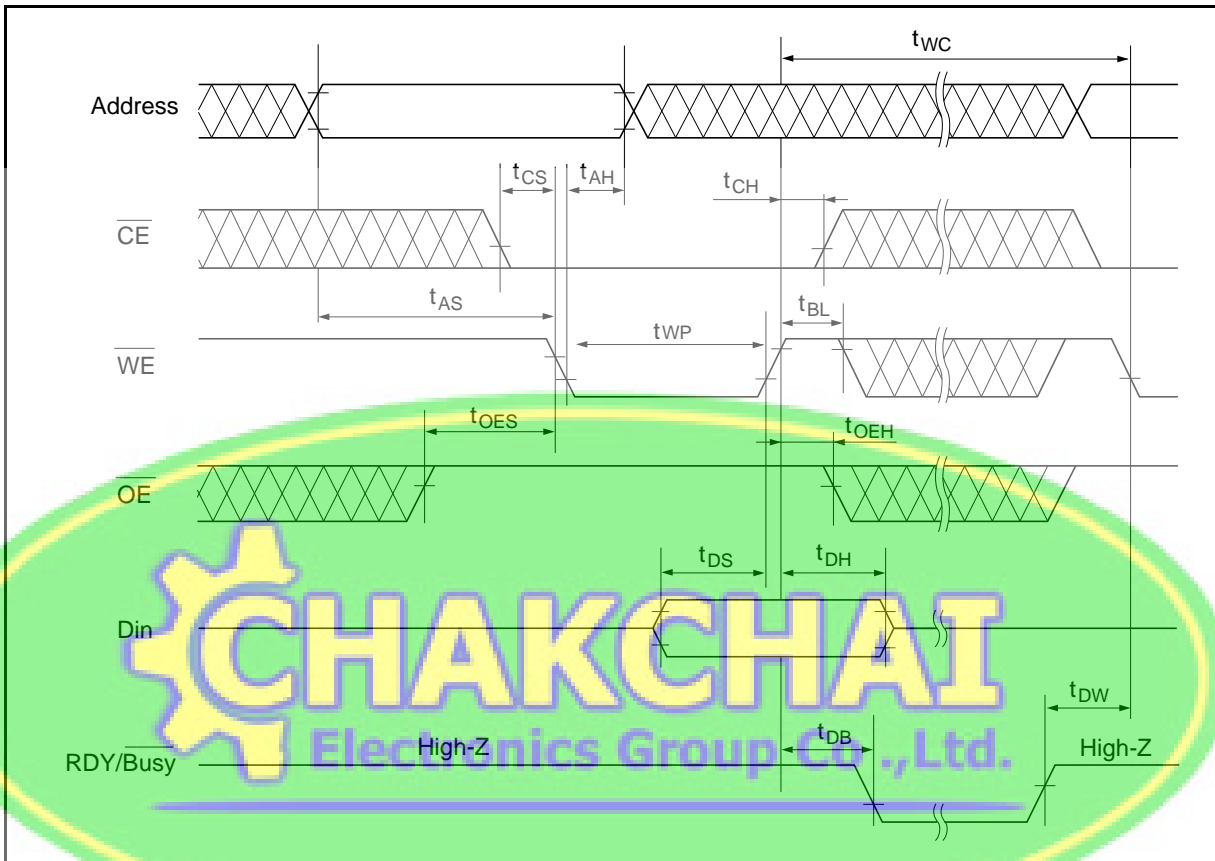 tWC
Address
tCS
tAH
tCH
CE
tAS
tBL
tWP
WE
tOES
tOEH
OE
tDS
tDH
Din
CHAKCHAI
tDW
tDB
Electronics Group Co .,Ltd.
RDY/Busy
High-Z
High-Z